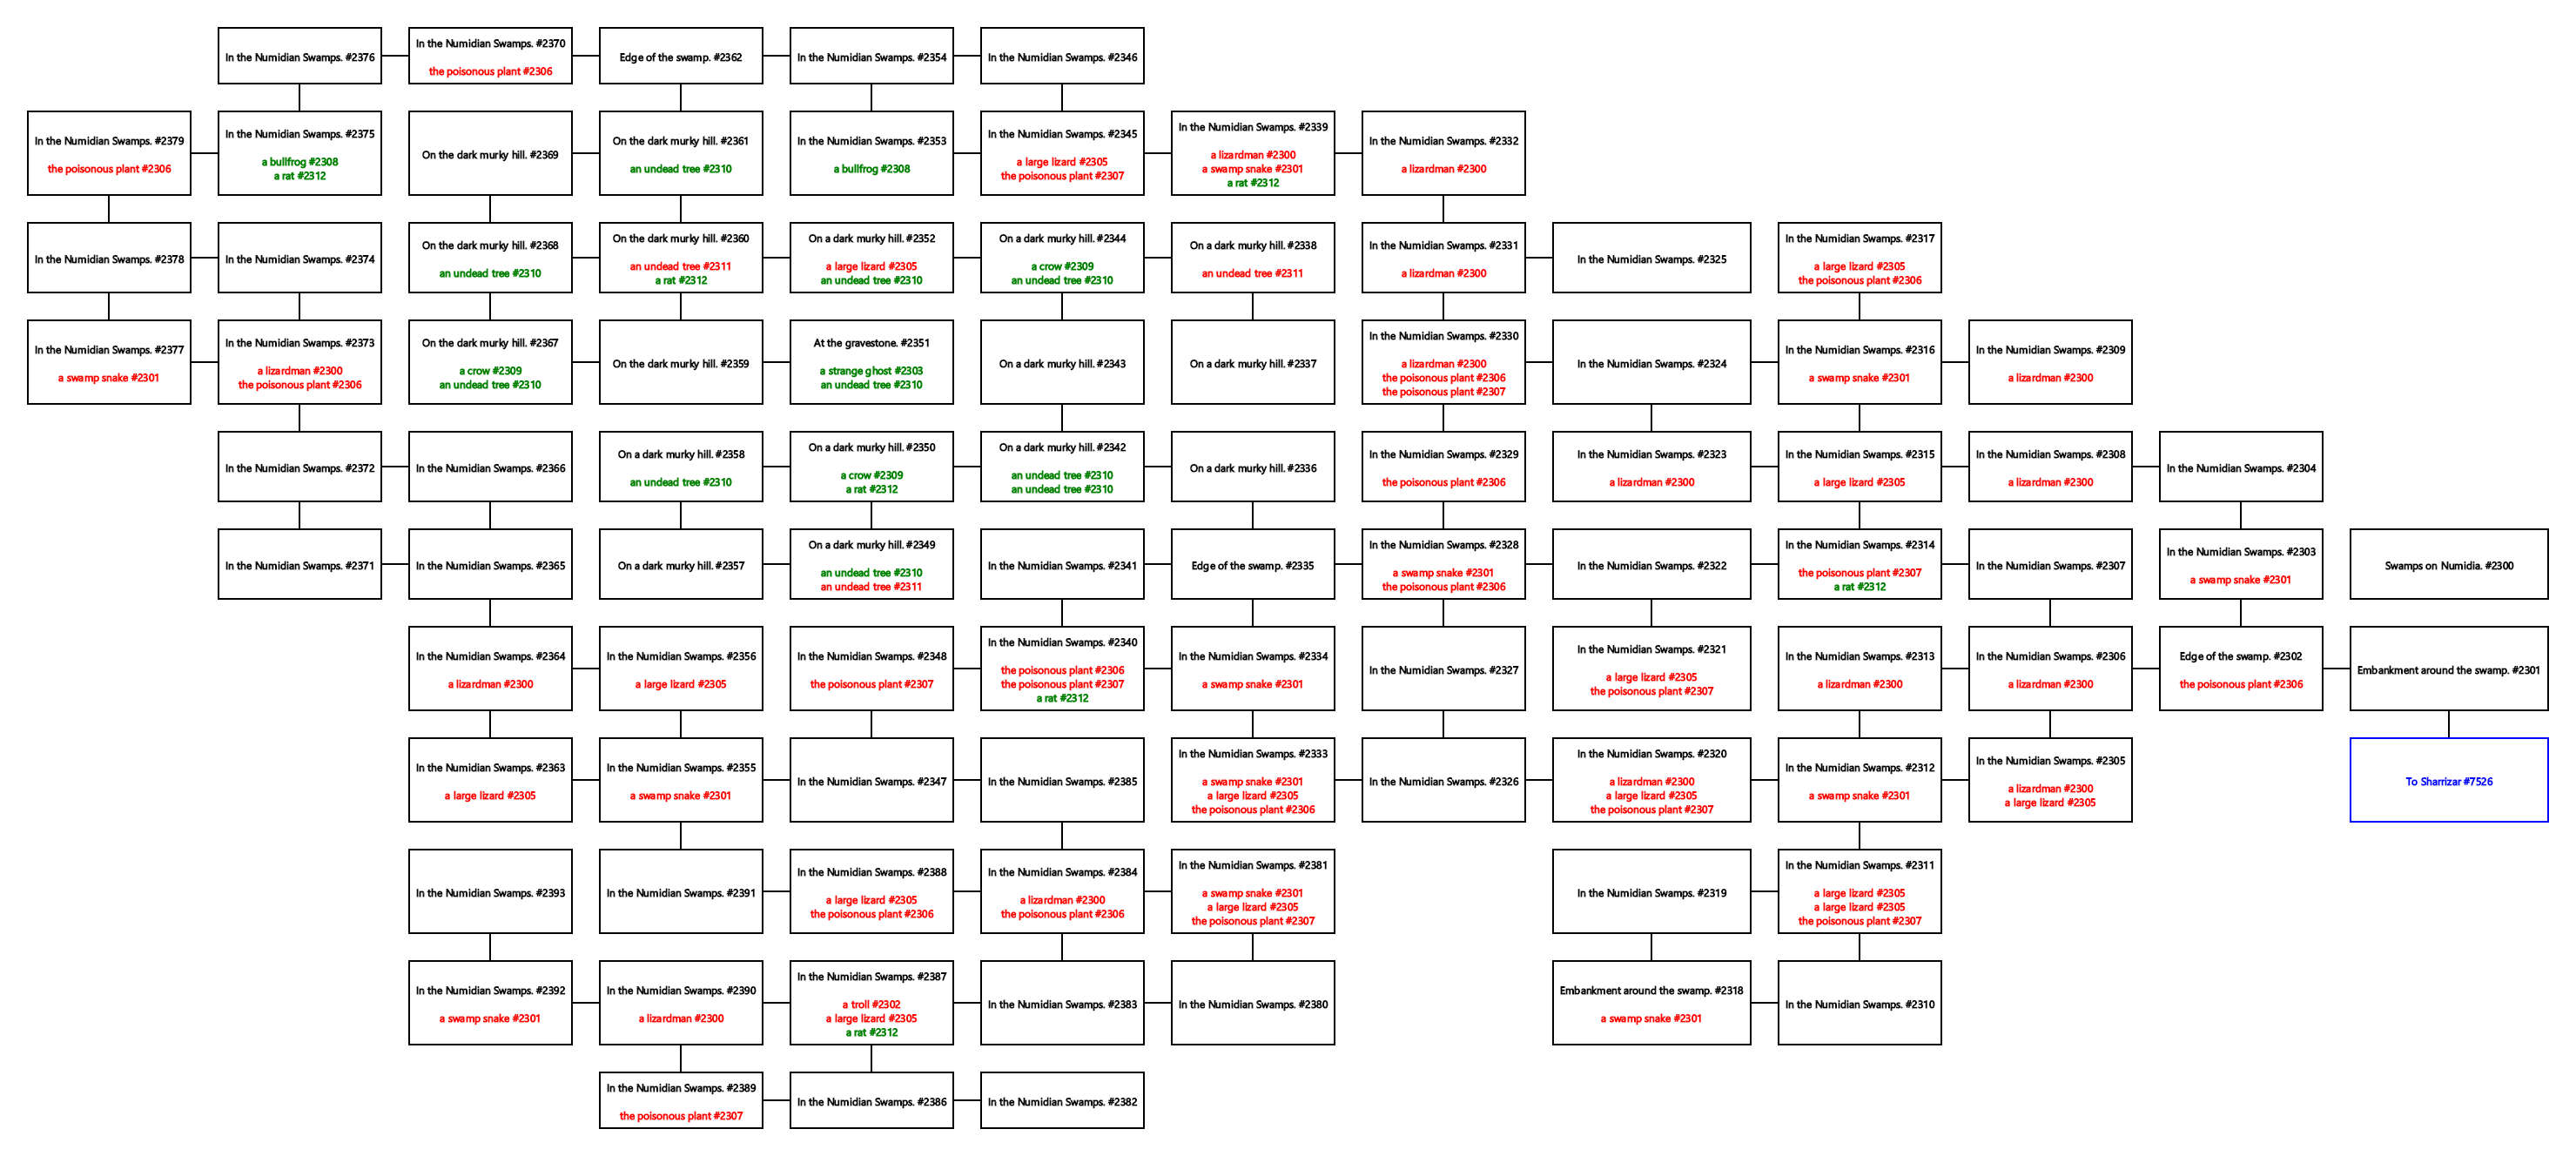 In the Numidian Swamps. #2376
In the Numidian Swamps. #2370
the poisonous plant #2306
Edge of the swamp. #2362
In the Numidian Swamps. #2354
In the Numidian Swamps. #2346
In the Numidian Swamps. #2379
the poisonous plant #2306
In the Numidian Swamps. #2375
a bullfrog #2308
a rat #2312
On the dark murky hill. #2369
On the dark murky hill. #2361
an undead tree #2310
In the Numidian Swamps. #2353
a bullfrog #2308
In the Numidian Swamps. #2345
a large lizard #2305
the poisonous plant #2307
In the Numidian Swamps. #2339
a lizardman #2300
a swamp snake #2301
a rat #2312
In the Numidian Swamps. #2332
a lizardman #2300
In the Numidian Swamps. #2378
In the Numidian Swamps. #2374
On the dark murky hill. #2368
an undead tree #2310
On the dark murky hill. #2360
an undead tree #2311
a rat #2312
On a dark murky hill. #2352
a large lizard #2305
an undead tree #2310
On a dark murky hill. #2344
a crow #2309
an undead tree #2310
On a dark murky hill. #2338
an undead tree #2311
In the Numidian Swamps. #2331
a lizardman #2300
In the Numidian Swamps. #2325
In the Numidian Swamps. #2317
a large lizard #2305
the poisonous plant #2306
In the Numidian Swamps. #2377
a swamp snake #2301
In the Numidian Swamps. #2373
a lizardman #2300
the poisonous plant #2306
On the dark murky hill. #2367
a crow #2309
an undead tree #2310
On the dark murky hill. #2359
At the gravestone. #2351
a strange ghost #2303
an undead tree #2310
On a dark murky hill. #2343
On a dark murky hill. #2337
In the Numidian Swamps. #2330
a lizardman #2300
the poisonous plant #2306
the poisonous plant #2307
In the Numidian Swamps. #2324
In the Numidian Swamps. #2316
a swamp snake #2301
In the Numidian Swamps. #2309
a lizardman #2300
In the Numidian Swamps. #2372
In the Numidian Swamps. #2366
On a dark murky hill. #2358
an undead tree #2310
On a dark murky hill. #2350
a crow #2309
a rat #2312
On a dark murky hill. #2342
an undead tree #2310
an undead tree #2310
On a dark murky hill. #2336
In the Numidian Swamps. #2329
the poisonous plant #2306
In the Numidian Swamps. #2323
a lizardman #2300
In the Numidian Swamps. #2315
a large lizard #2305
In the Numidian Swamps. #2308
a lizardman #2300
In the Numidian Swamps. #2304
In the Numidian Swamps. #2371
In the Numidian Swamps. #2365
On a dark murky hill. #2357
On a dark murky hill. #2349
an undead tree #2310
an undead tree #2311
In the Numidian Swamps. #2341
Edge of the swamp. #2335
In the Numidian Swamps. #2328
a swamp snake #2301
the poisonous plant #2306
In the Numidian Swamps. #2322
In the Numidian Swamps. #2314
the poisonous plant #2307
a rat #2312
In the Numidian Swamps. #2307
In the Numidian Swamps. #2303
a swamp snake #2301
Swamps on Numidia. #2300
In the Numidian Swamps. #2364
a lizardman #2300
In the Numidian Swamps. #2356
a large lizard #2305
In the Numidian Swamps. #2348
the poisonous plant #2307
In the Numidian Swamps. #2340
the poisonous plant #2306
the poisonous plant #2307
a rat #2312
In the Numidian Swamps. #2334
a swamp snake #2301
In the Numidian Swamps. #2327
In the Numidian Swamps. #2321
a large lizard #2305
the poisonous plant #2307
In the Numidian Swamps. #2313
a lizardman #2300
In the Numidian Swamps. #2306
a lizardman #2300
Edge of the swamp. #2302
the poisonous plant #2306
Embankment around the swamp. #2301
In the Numidian Swamps. #2363
a large lizard #2305
In the Numidian Swamps. #2355
a swamp snake #2301
In the Numidian Swamps. #2347
In the Numidian Swamps. #2385
In the Numidian Swamps. #2333
a swamp snake #2301
a large lizard #2305
the poisonous plant #2306
In the Numidian Swamps. #2326
In the Numidian Swamps. #2320
a lizardman #2300
a large lizard #2305
the poisonous plant #2307
In the Numidian Swamps. #2312
a swamp snake #2301
In the Numidian Swamps. #2305
a lizardman #2300
a large lizard #2305
To Sharrizar #7526
In the Numidian Swamps. #2393
In the Numidian Swamps. #2391
In the Numidian Swamps. #2388
a large lizard #2305
the poisonous plant #2306
In the Numidian Swamps. #2384
a lizardman #2300
the poisonous plant #2306
In the Numidian Swamps. #2381
a swamp snake #2301
a large lizard #2305
the poisonous plant #2307
In the Numidian Swamps. #2319
In the Numidian Swamps. #2311
a large lizard #2305
a large lizard #2305
the poisonous plant #2307
In the Numidian Swamps. #2392
a swamp snake #2301
In the Numidian Swamps. #2390
a lizardman #2300
In the Numidian Swamps. #2387
a troll #2302
a large lizard #2305
a rat #2312
In the Numidian Swamps. #2383
In the Numidian Swamps. #2380
Embankment around the swamp. #2318
a swamp snake #2301
In the Numidian Swamps. #2310
In the Numidian Swamps. #2389
the poisonous plant #2307
In the Numidian Swamps. #2386
In the Numidian Swamps. #2382